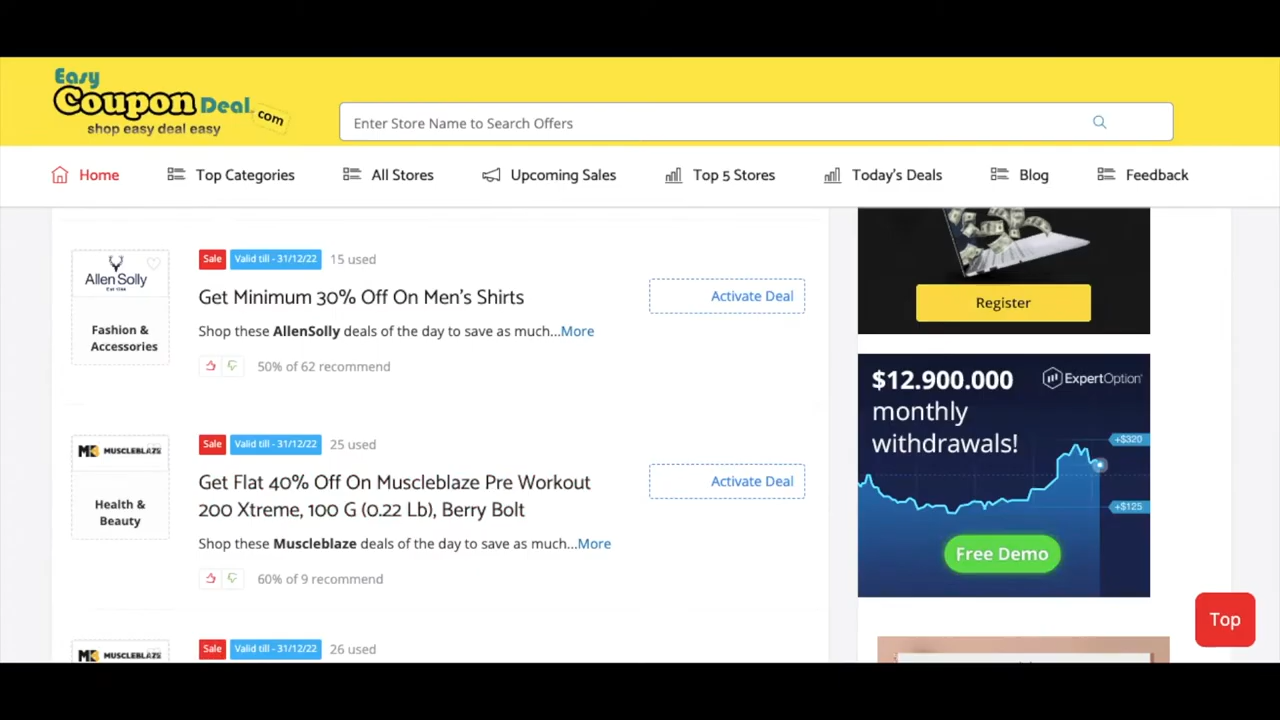 Easy
Coupon Deal .com
shop easy deal easy
Enter Store Name to Search Offers
Home
Top Categories
All Stores
Upcoming Sales
Top 5 Stores
Today's Deals
Blog
Feedback
Allen Solly
Fashion &
Accessories
Sale Valid till - 31/12/22 15 used
Get Minimum 30% Off On Men's Shirts
Shop these AllenSolly deals of the day to save as much...More
50% of 62 recommend
Activate Deal
MUSCLEBLAZE
Health &
Beauty
Sale Valid till - 31/12/22 25 used
Get Flat 40% Off On Muscleblaze Pre Workout
200 Xtreme, 100 G (0.22 Lb), Berry Bolt
Shop these Muscleblaze deals of the day to save as much...More
60% of 9 recommend
Activate Deal
MUSCLEBLAZE
Sale Valid till - 31/12/22 26 used
Register
$12.900.000
monthly
withdrawals!
ExpertOption
+$320
+$125
Free Demo
Top